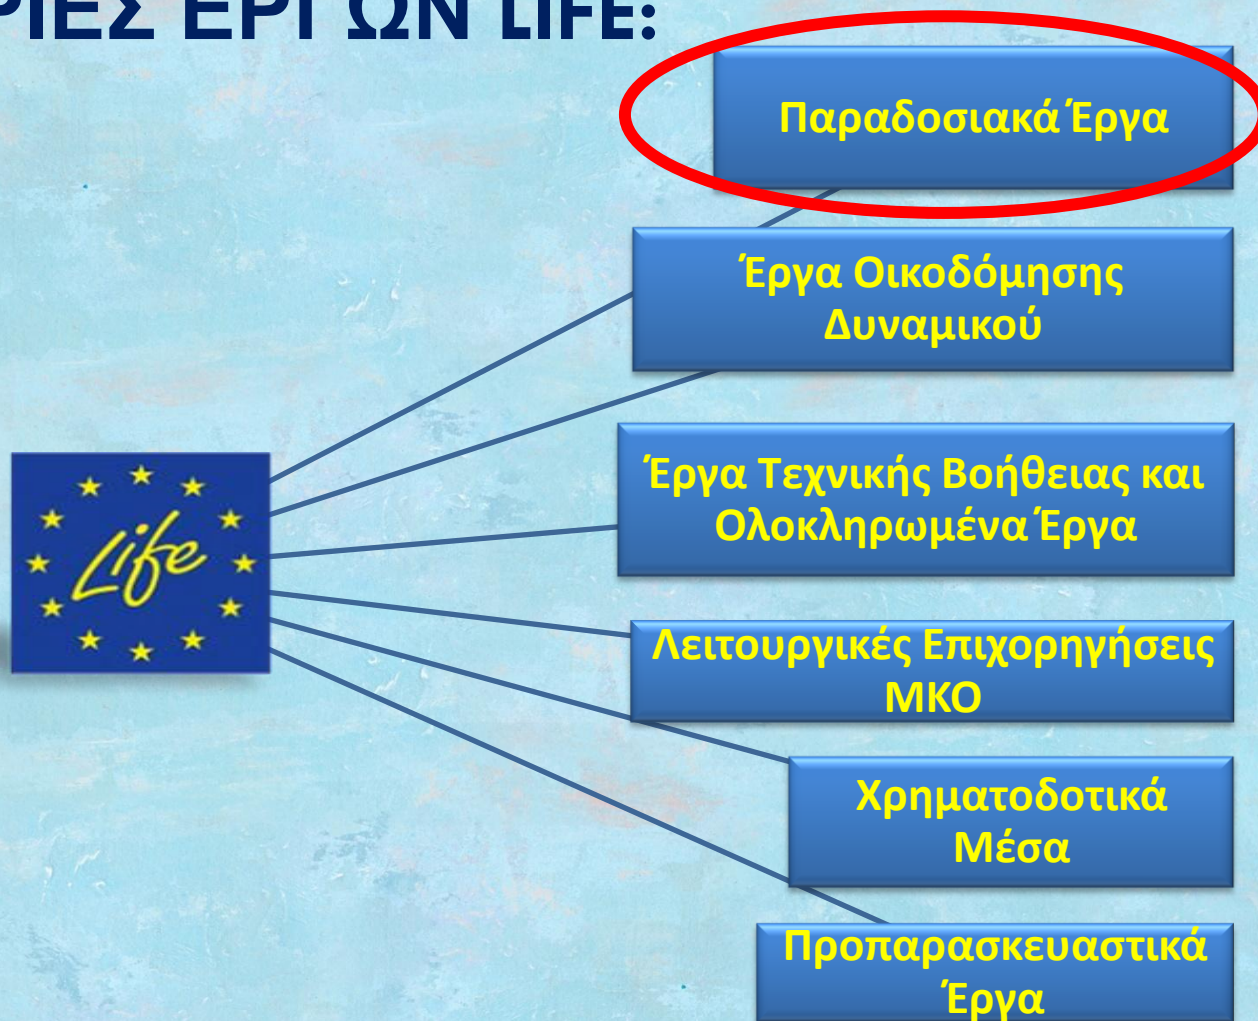 ΡΙΕΣ ΕΡΓΩΝ LIFE:
Παραδοσιακά Έργα
Έργα Οικοδόμησης
Δυναμικού
Έργα Τεχνικής Βοήθειας και
Ολοκληρωμένα Έργα
Λειτουργικές Επιχορηγήσεις
ΜΚΟ
Χρηματοδοτικά
Μέσα
Προπαρασκευαστικά
Έργα
Life